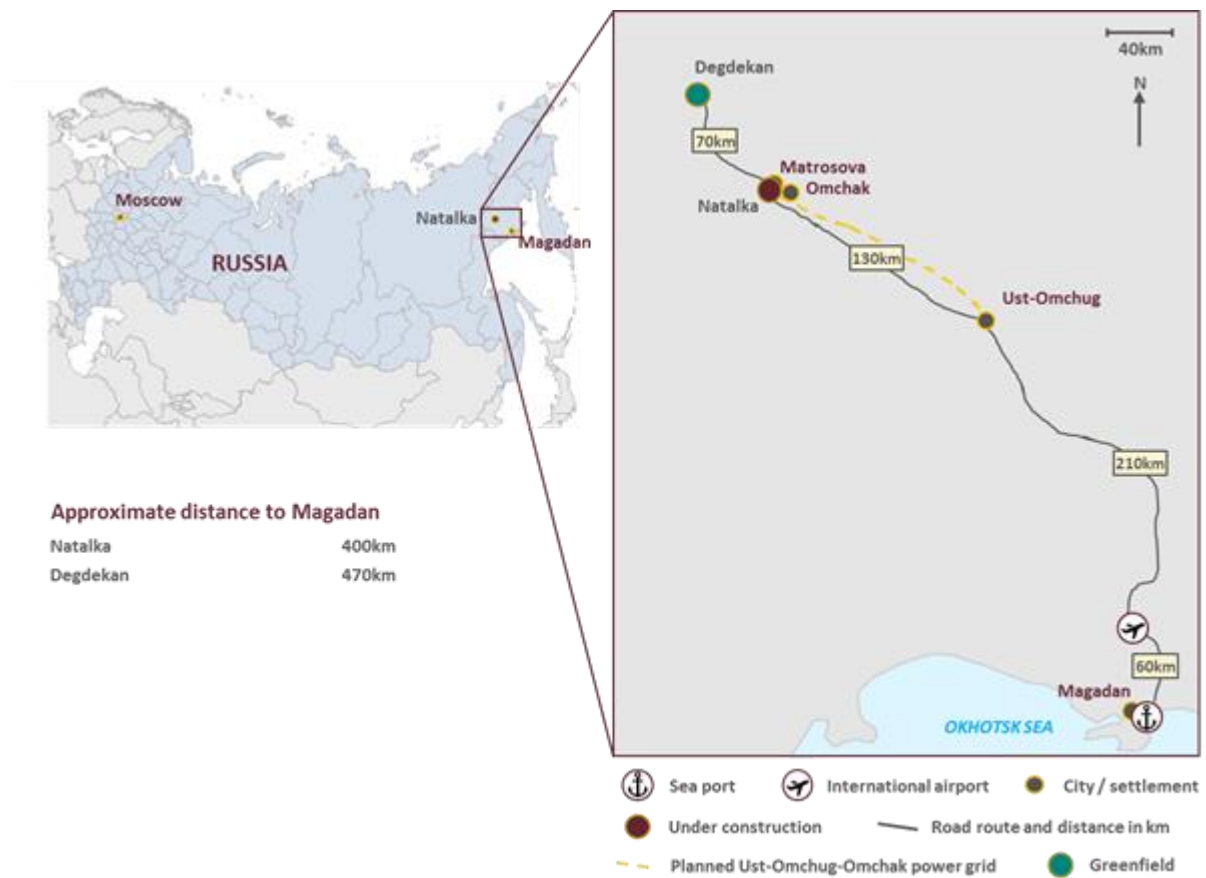 Moscow
RUSSIA
Natalka
Magadan
Approximate distance to Magadan
Natalka 400km
Degdekan 470km
40km
N
Degdekan
70km
Matrosova
Omchak
Natalka
130km
Ust-Omchug
210km
60km
Magadan
OKHOTSK SEA
Sea port
International airport
City / settlement
Under construction
Road route and distance in km
Planned Ust-Omchug-Omchak power grid
Greenfield